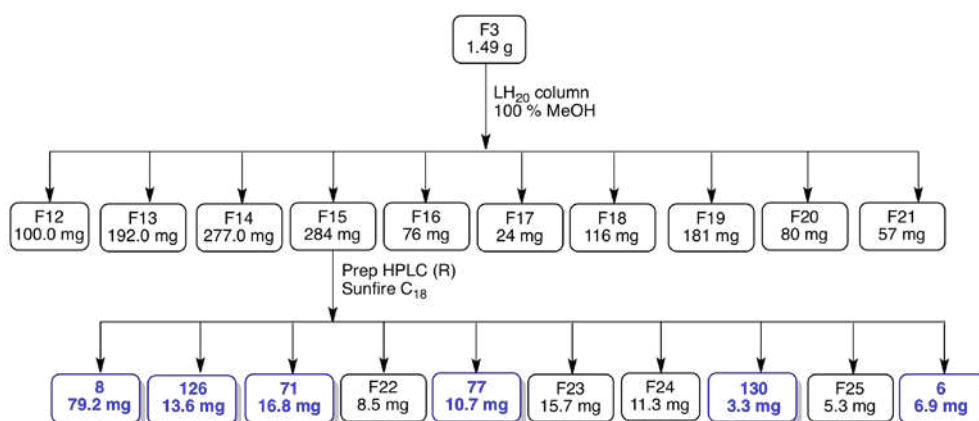 F3
1.49 g
LH20 column
100 % MeOH
F12
100.0 mg
F13
192.0 mg
F14
277.0 mg
F15
284 mg
F16
76 mg
F17
24 mg
F18
116 mg
F19
181 mg
F20
80 mg
F21
57 mg
Prep HPLC (R)
Sunfire C18
8
79.2 mg
126
13.6 mg
71
16.8 mg
F22
8.5 mg
77
10.7 mg
F23
15.7 mg
F24
11.3 mg
130
3.3 mg
F25
5.3 mg
6
6.9 mg